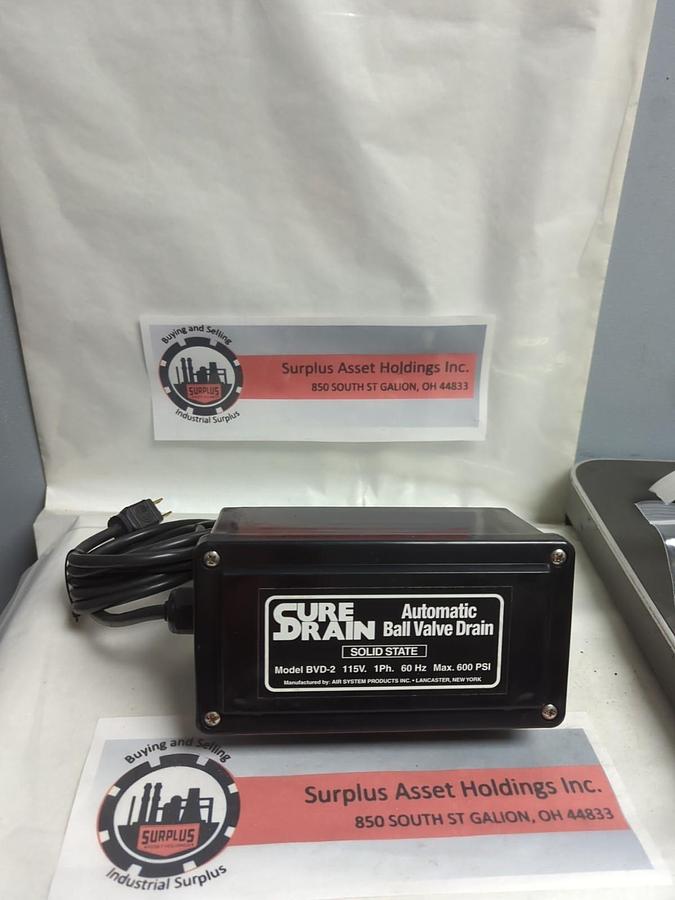 Buying and Selling
SURPLUS
Industrial Surplus
Surplus Asset Holdings Inc.
850 SOUTH ST GALION, OH 44833
SURE DRAIN
Automatic
Ball Valve Drain
SOLID STATE
Model BVD-2 115V. 1Ph. 60 Hz Max. 600 PSI
Manufactured by: AIR SYSTEM PRODUCTS INC. • LANCASTER, NEW YORK
Buying and Selling
SURPLUS
ASSET HOLDINGS
Industrial Surplus
Surplus Asset Holdings Inc.
850 SOUTH ST GALION, OH 44833